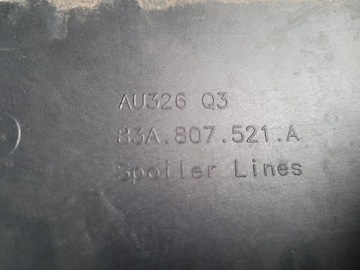 AU326 Q3
83A.807.521.A
Spoiler Lines